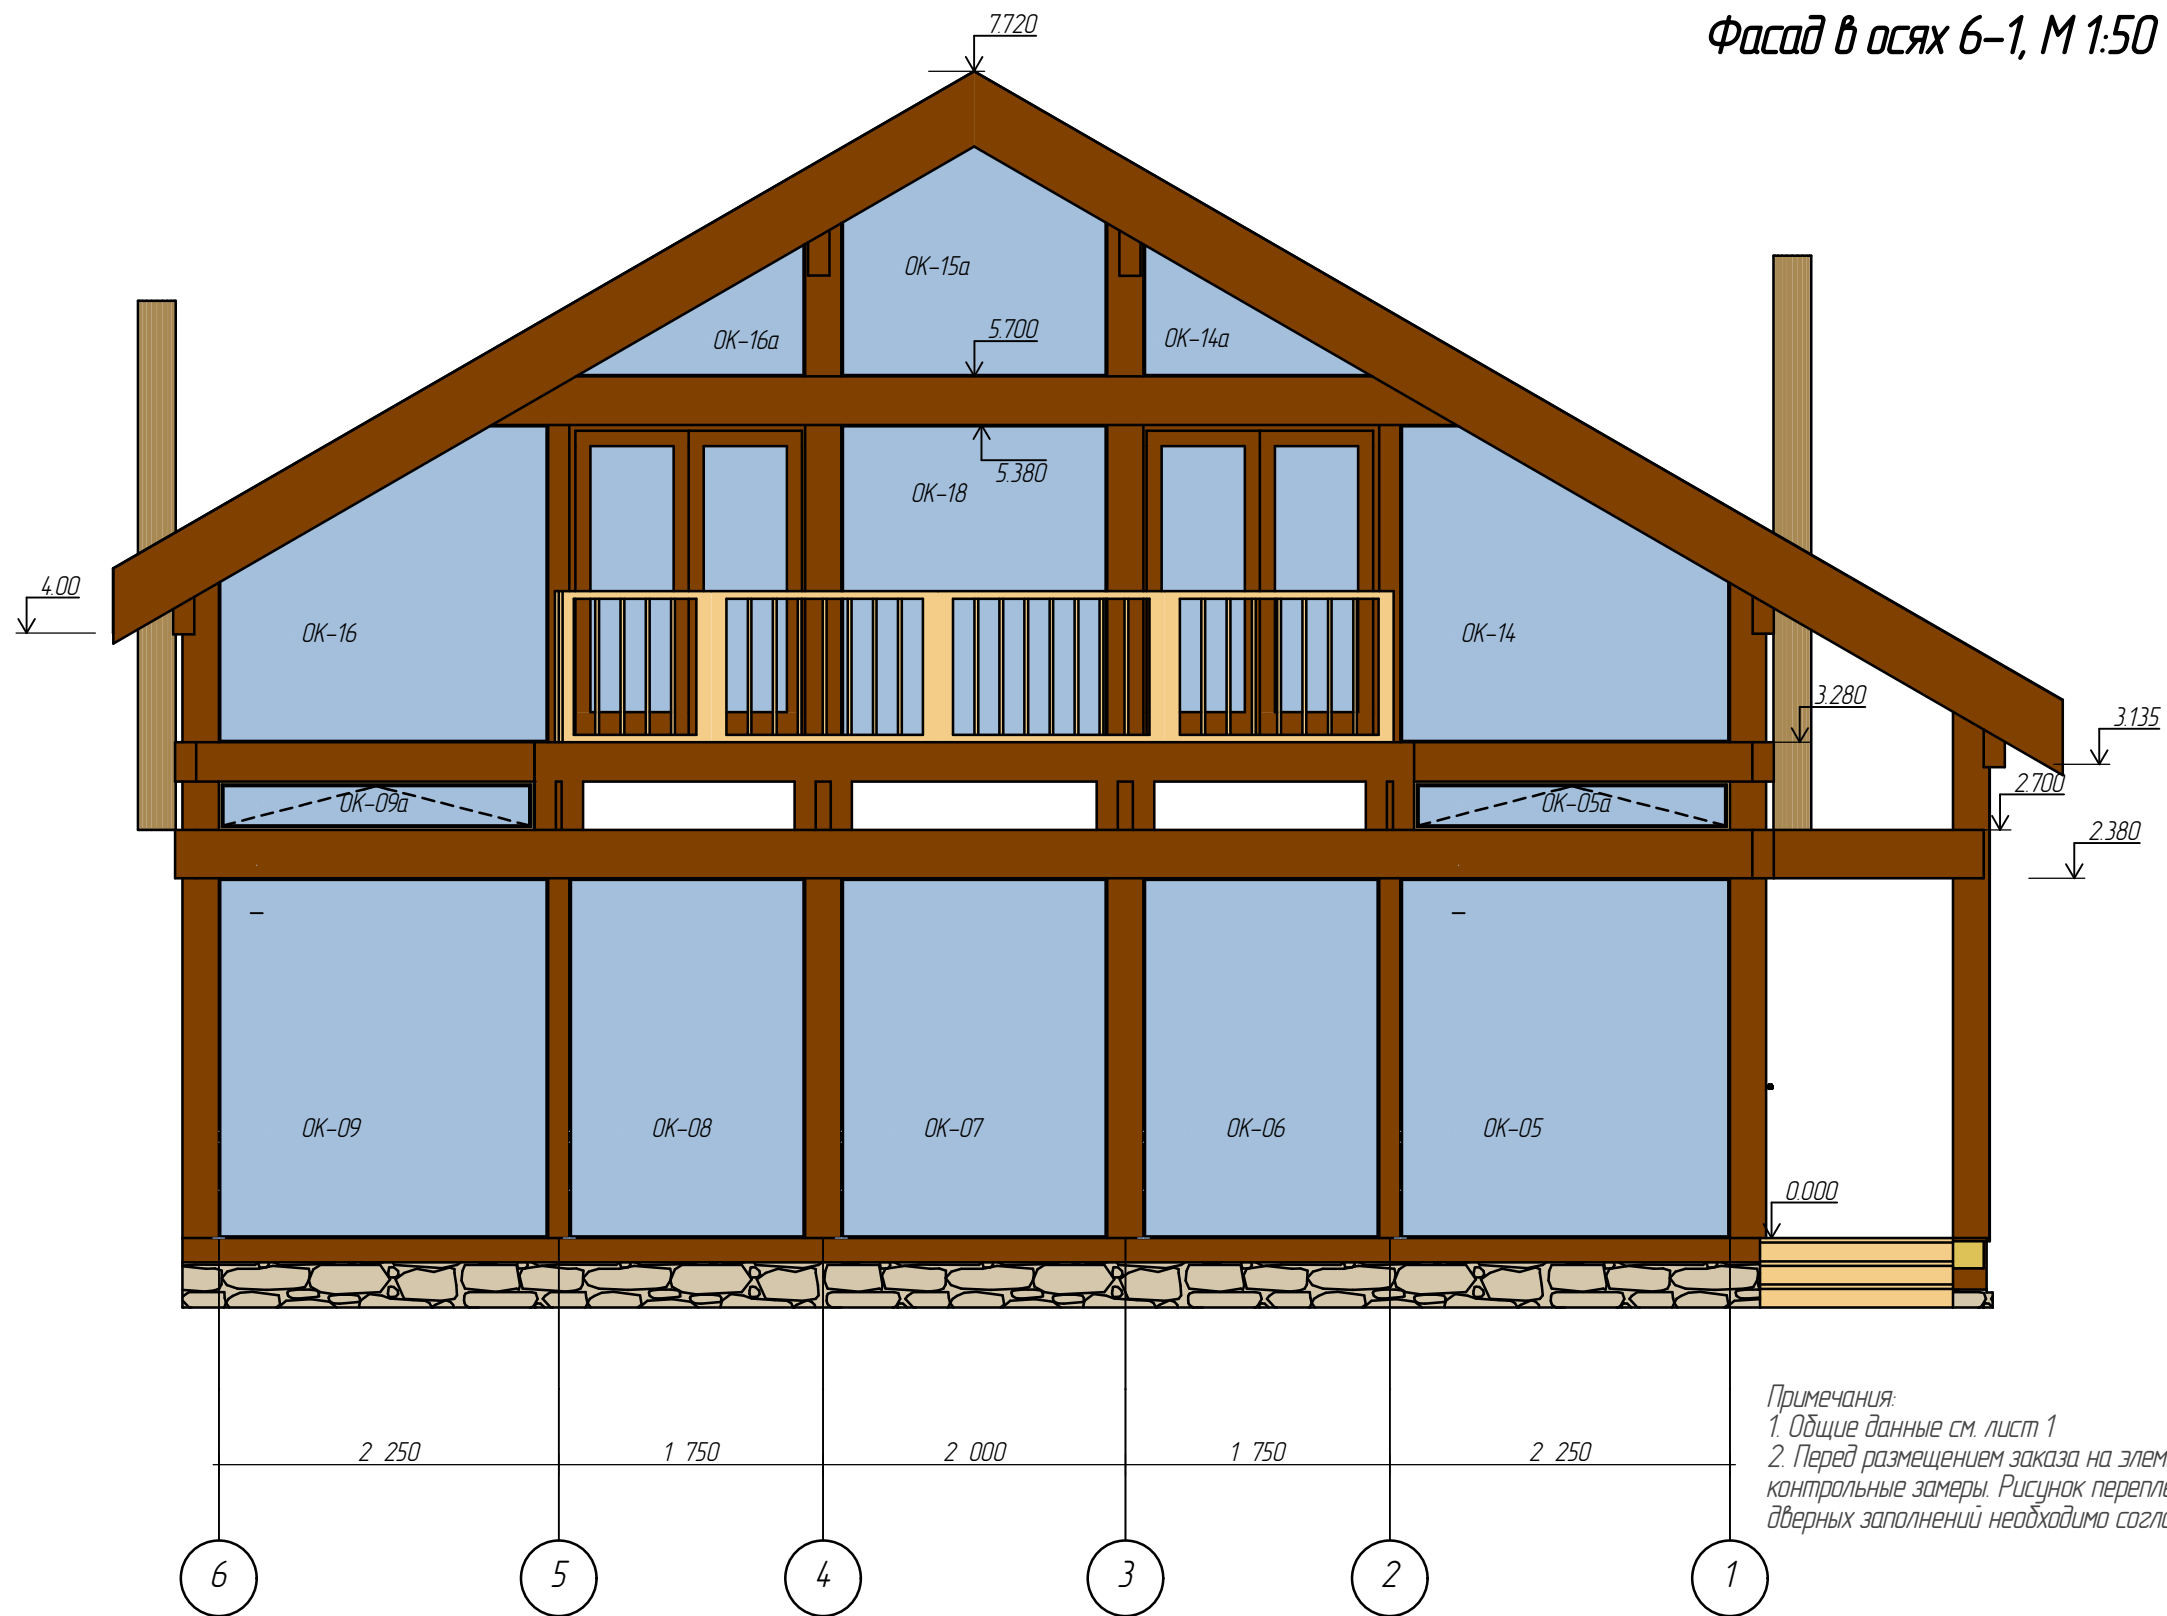 Фасад в осях 6-1, М 1:50
7.720
ОК-15а
ОК-16а
5.700
ОК-14а
5.380
ОК-18
4.00
ОК-16
ОК-14
3.280
3.135
2.700
2.380
ОК-09а
ОК-05а
ОК-09
ОК-08
ОК-07
ОК-06
ОК-05
0.000
2 250
1 750
2 000
1 750
2 250
6
5
4
3
2
1
Примечания:
1. Общие данные см. лист 1
2. Перед размещением заказа на
контрольные замеры. Рисунок
дверных заполнений необходимо